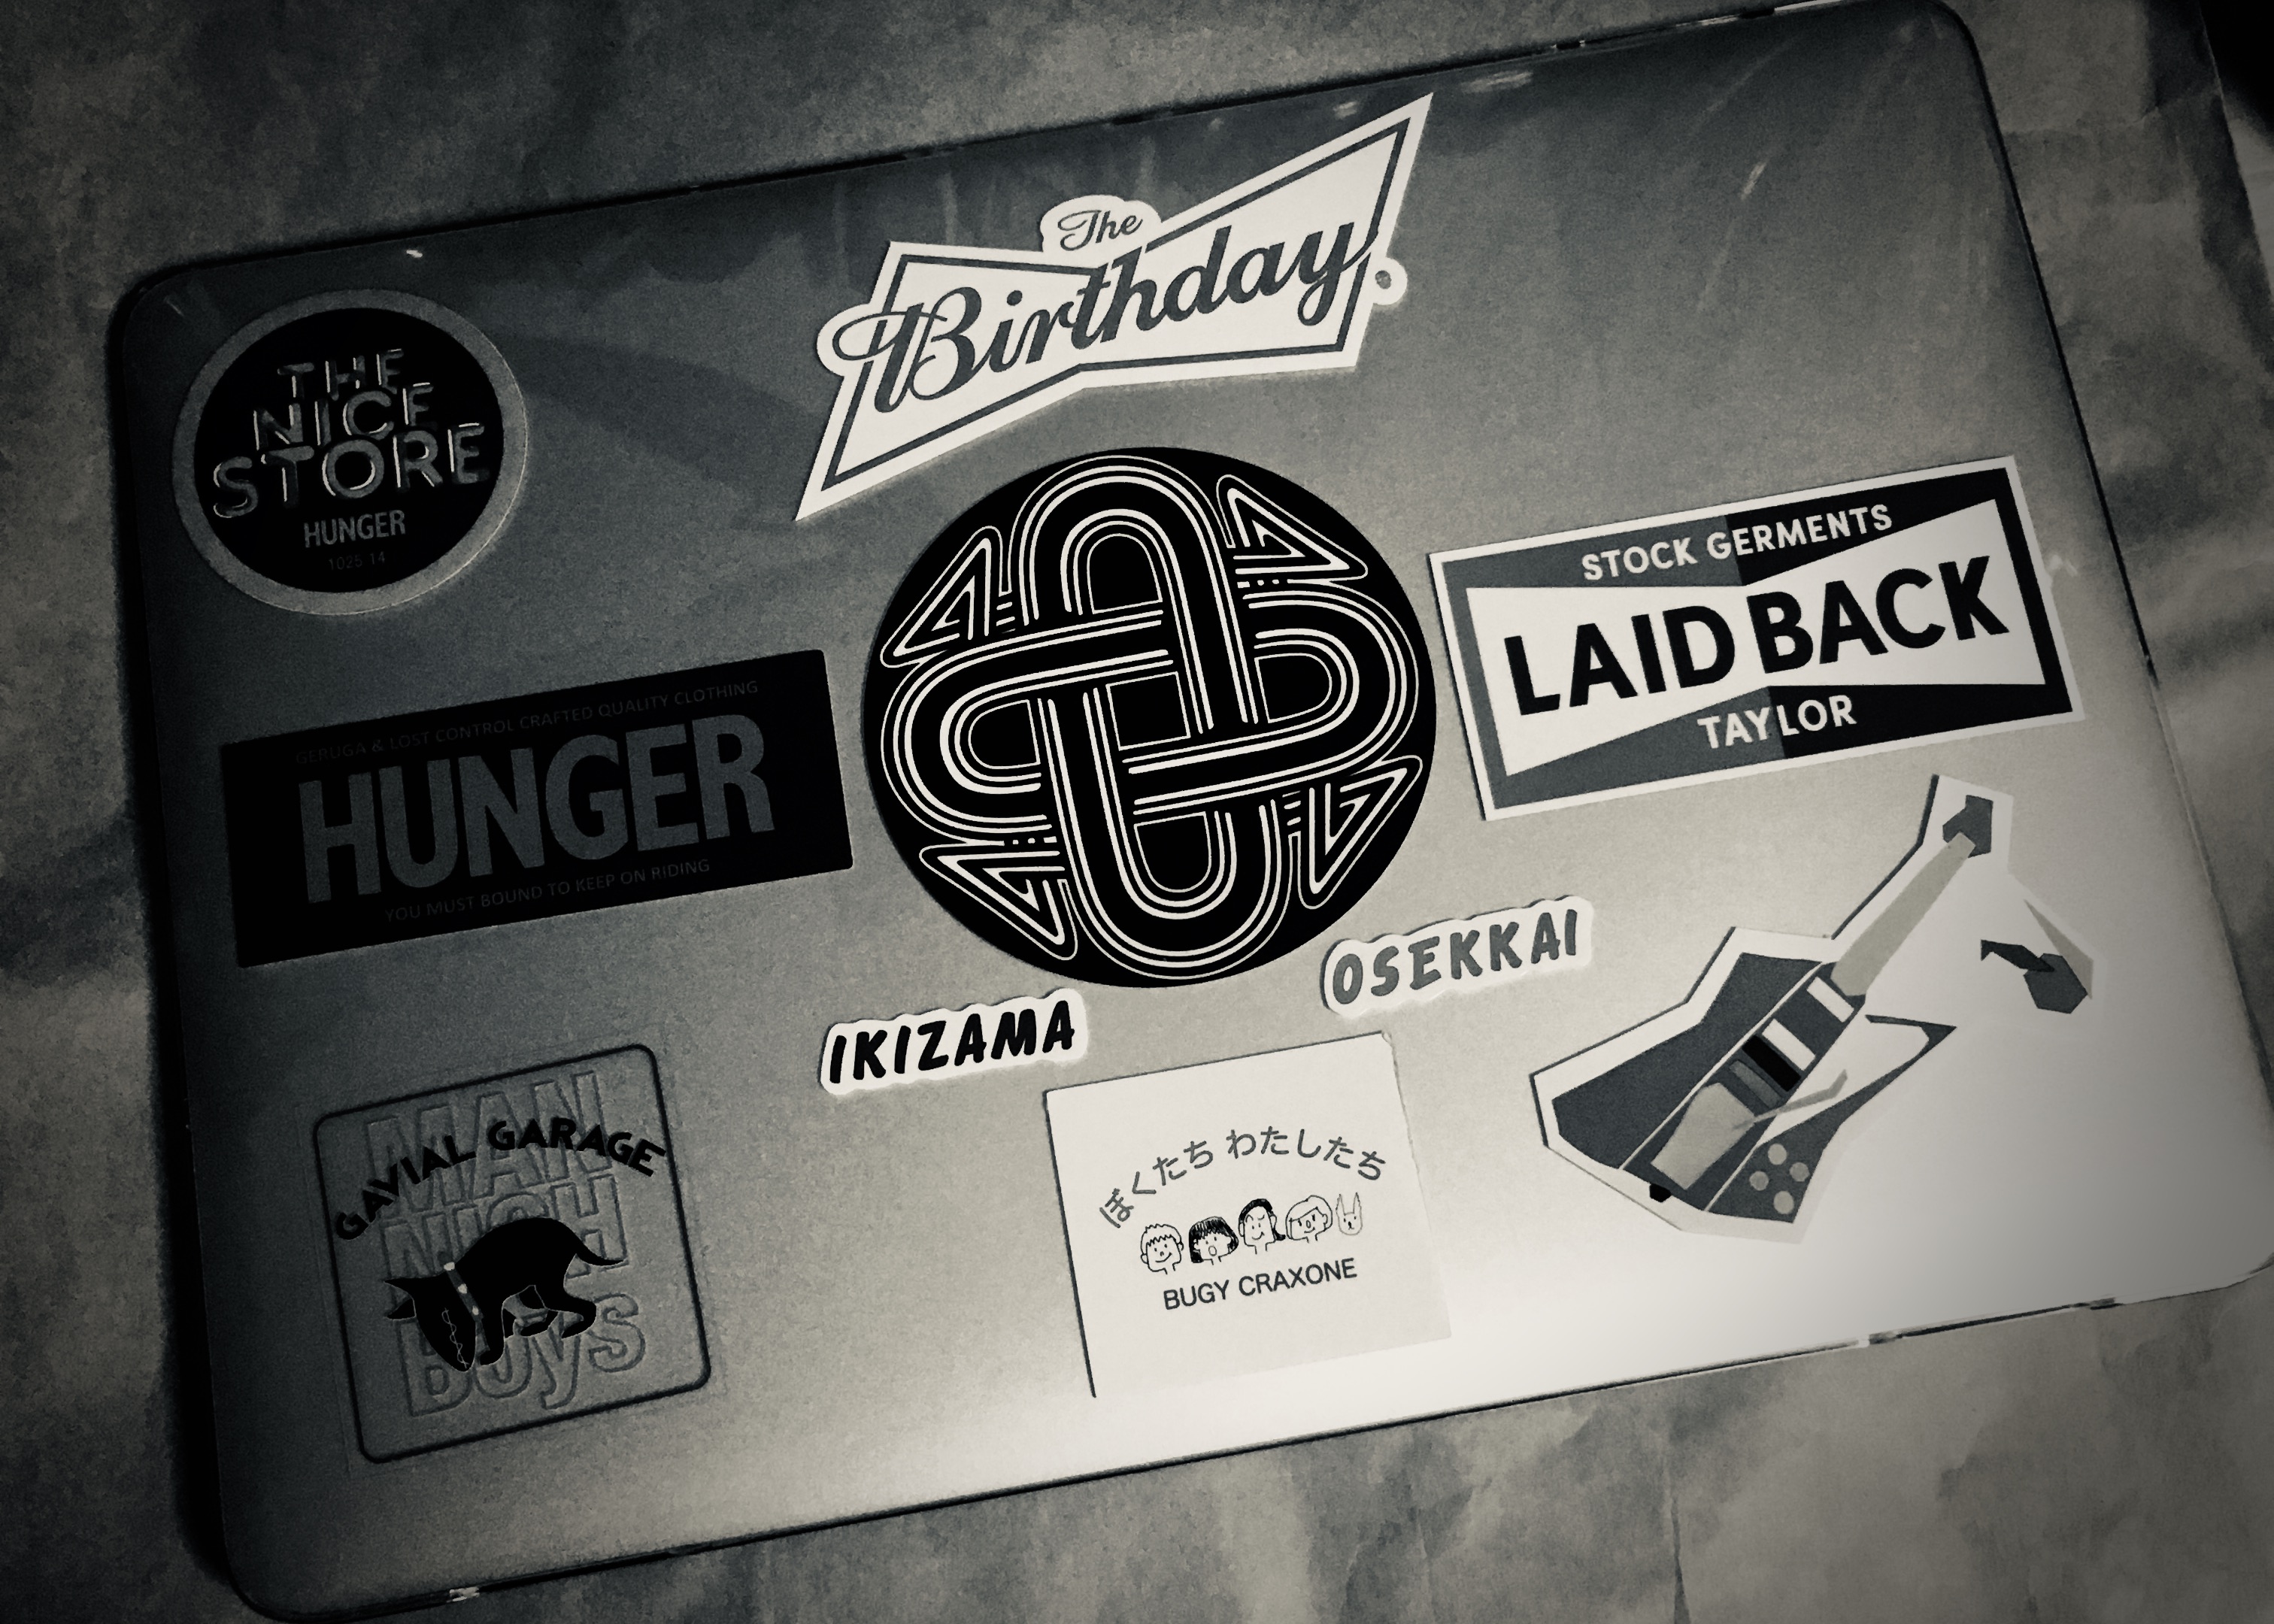 The
Birthday
THE
NICE
STORE
HUNGER
1025 14
STOCK GERMENTS
LAID BACK
TAYLOR
GERUGA & LOST CONTROL CRAFTED QUALITY CLOTHING
HUNGER
YOU MUST BOUND TO KEEP ON RIDING
OSEKKAI
IKIZAMA
GAVIAL GARAGE
MAN
NISH
Boys
ぼくたち わたしたち
BUGY CRAXONE